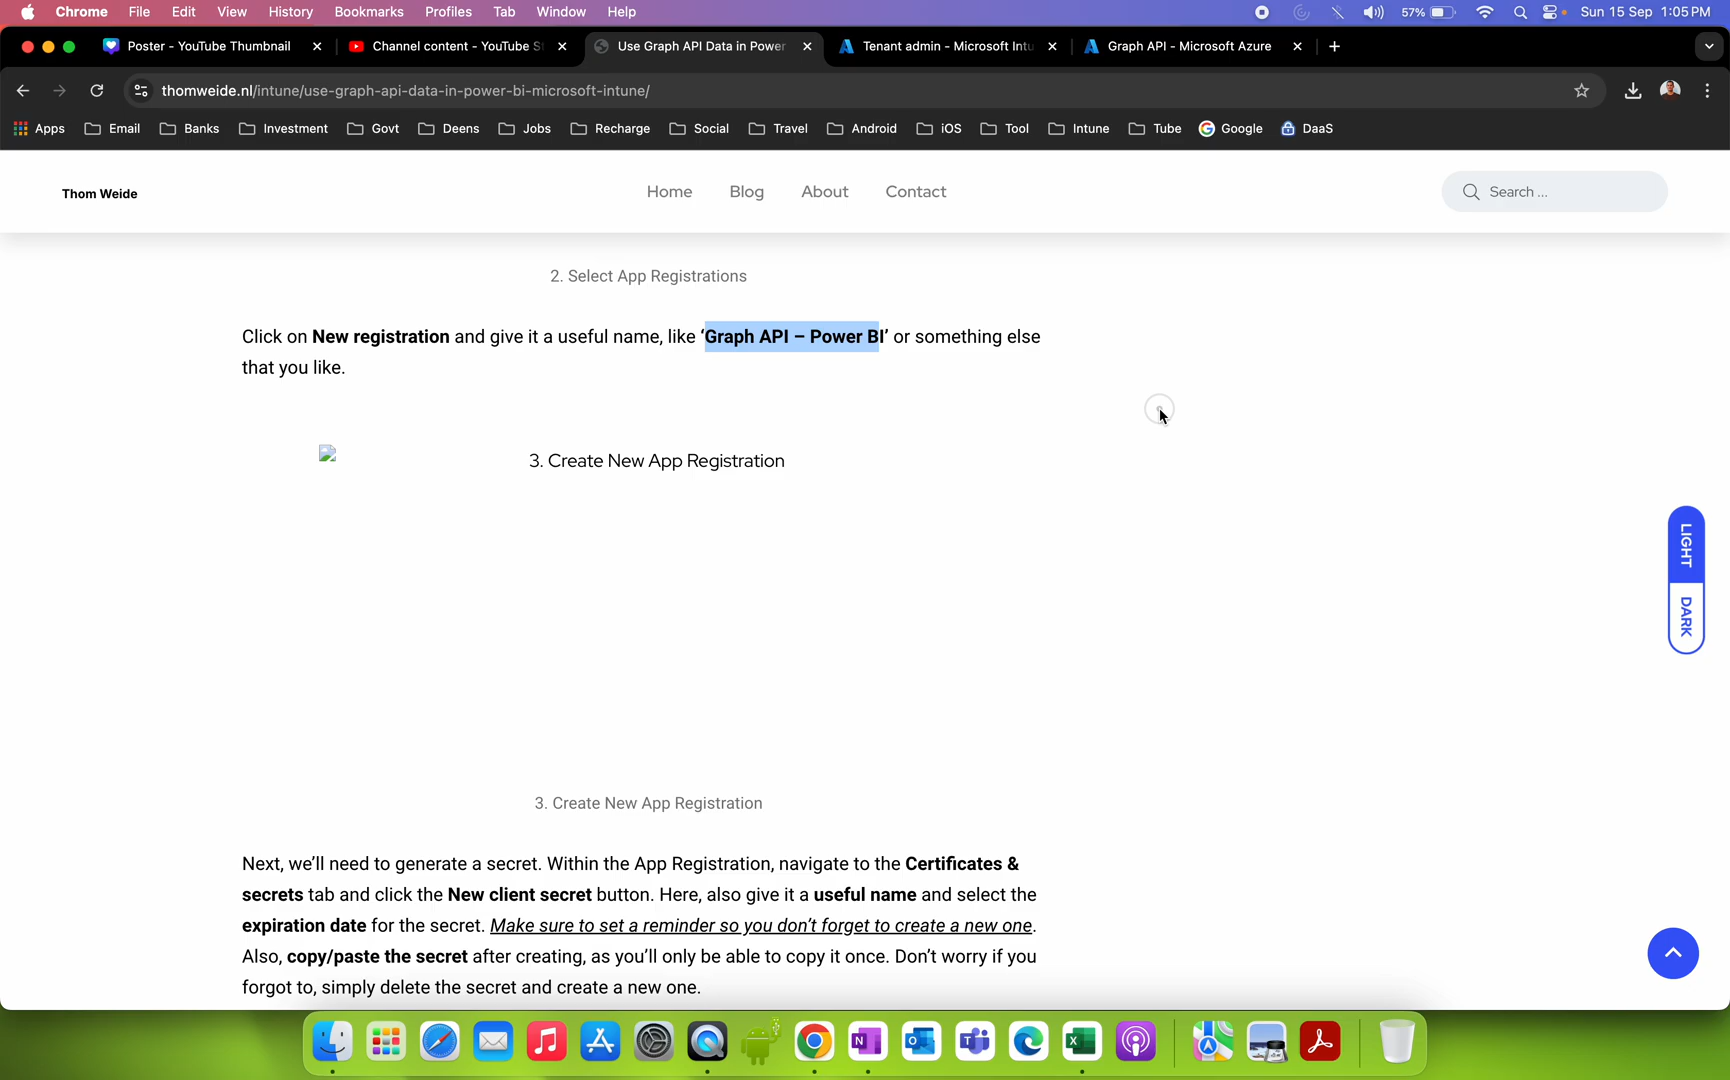 Chrome File Edit View History Bookmarks Profiles Tab Window Help 57% Sun 15 Sep 1:05 PM
Poster - YouTube Thumbnail Channel content - YouTube S Use Graph API Data in Power Tenant admin - Microsoft Intu Graph API - Microsoft Azure
thomweide.nl/intune/use-graph-api-data-in-power-bi-microsoft-intune/
Apps Email Banks Investment Govt Deens Jobs Recharge Social Travel Android iOS Tool Intune Tube Google DaaS
Thom Weide Home Blog About Contact Search ...
2. Select App Registrations
Click on New registration and give it a useful name, like ‘Graph API – Power BI’ or something else
that you like.
3. Create New App Registration
LIGHT
DARK
3. Create New App Registration
Next, we’ll need to generate a secret. Within the App Registration, navigate to the Certificates &
secrets tab and click the New client secret button. Here, also give it a useful name and select the
expiration date for the secret. Make sure to set a reminder so you don’t forget to create a new one.
Also, copy/paste the secret after creating, as you’ll only be able to copy it once. Don’t worry if you
forgot to, simply delete the secret and create a new one.